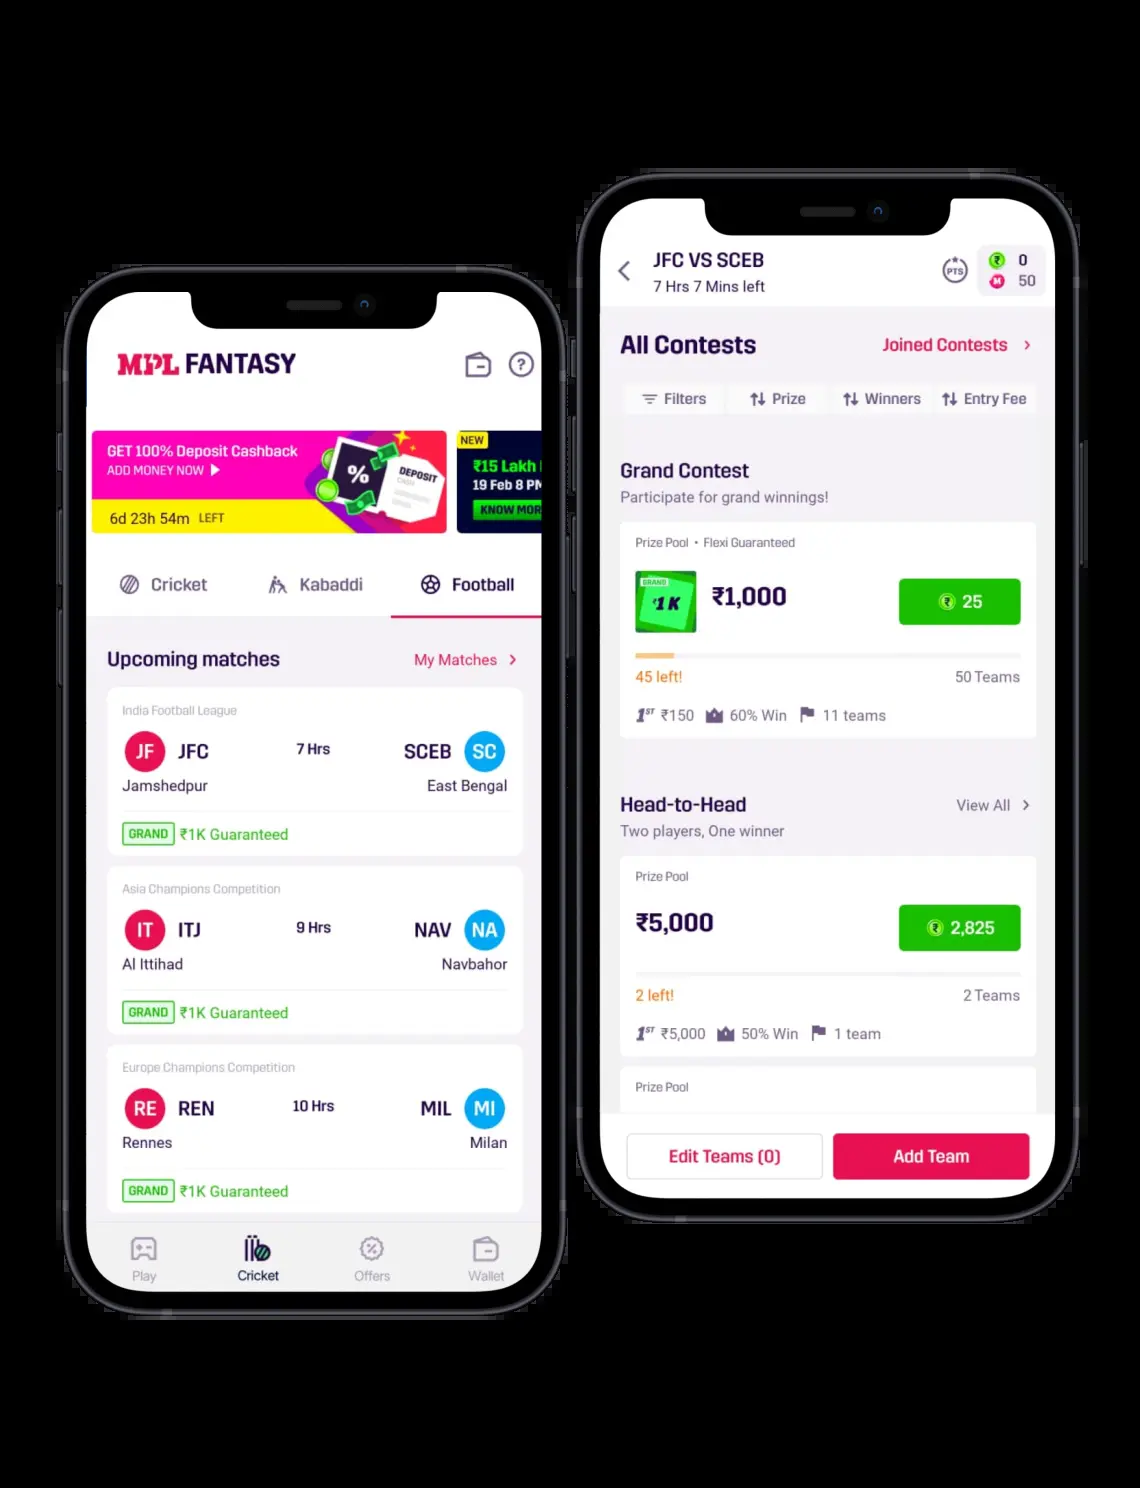 MPL FANTASY
GET 100% Deposit Cashback
ADD MONEY NOW
6d 23h 54m LEFT
%
DEPOSIT
CASH
NEW
₹15 Lakh
19 Feb 8 PM
KNOW MOR
Cricket
Kabaddi
Football
Upcoming matches
My Matches
India Football League
JF JFC
7 Hrs
SCEB SC
Jamshedpur
East Bengal
GRAND ₹1K Guaranteed
Asia Champions Competition
IT ITJ
9 Hrs
NAV NA
Al Ittihad
Navbahor
GRAND ₹1K Guaranteed
Europe Champions Competition
RE REN
10 Hrs
MIL MI
Rennes
Milan
GRAND ₹1K Guaranteed
Play
Cricket
Offers
Wallet
JFC VS SCEB
7 Hrs 7 Mins left
PTS
₹ 0
M 50
All Contests
Joined Contests
Filters
Prize
Winners
Entry Fee
Grand Contest
Participate for grand winnings!
Prize Pool • Flexi Guaranteed
GRAND
₹1K
₹1,000
₹ 25
45 left!
50 Teams
1ST ₹150
60% Win
11 teams
Head-to-Head
View All
Two players, One winner
Prize Pool
₹5,000
₹ 2,825
2 left!
2 Teams
1ST ₹5,000
50% Win
1 team
Prize Pool
Edit Teams (0)
Add Team